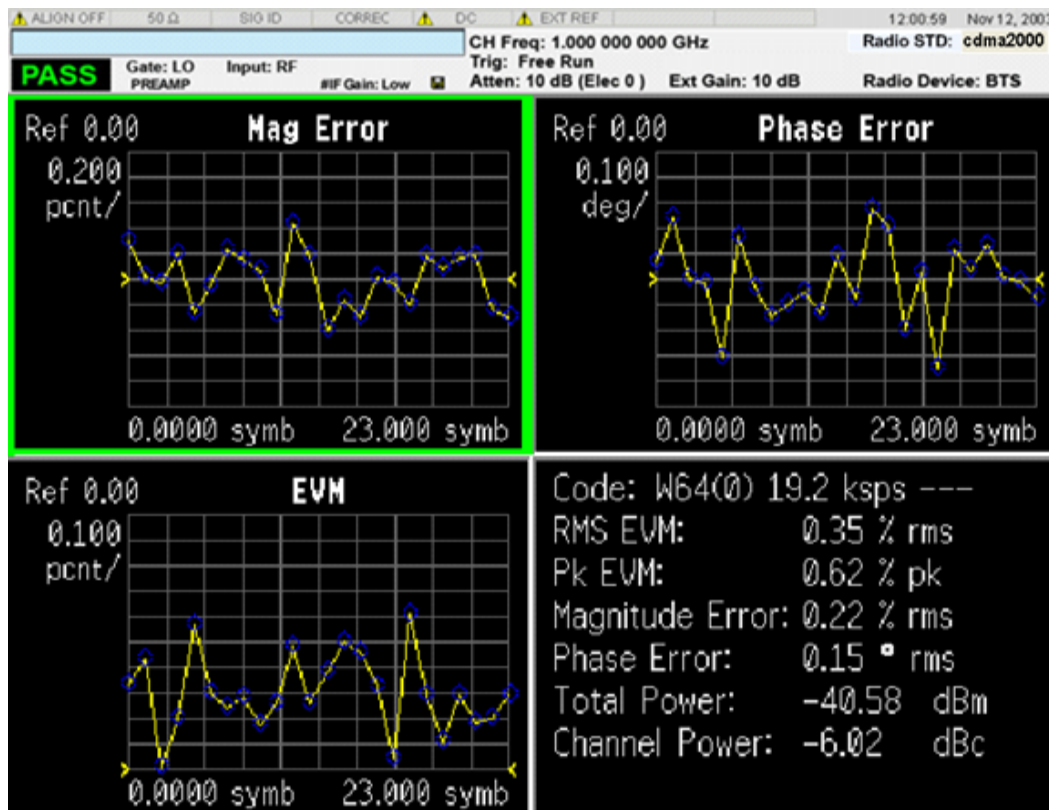 ALIGN OFF 50 Ω SIG ID CORREC DC EXT REF 12:00:59 Nov 12, 2003
CH Freq: 1.000 000 000 GHz Radio STD: cdma2000
Trig: Free Run
PASS Gate: LO Input: RF
PREAMP #IF Gain: Low Atten: 10 dB (Elec 0 ) Ext Gain: 10 dB Radio Device: BTS
Ref 0.00 Mag Error
0.200
pcnt/
0.0000 symb 23.000 symb
Ref 0.00 Phase Error
0.100
deg/
0.0000 symb 23.000 symb
Ref 0.00 EVM
0.100
pcnt/
0.0000 symb 23.000 symb
Code: W64(0) 19.2 ksps ---
RMS EVM: 0.35 % rms
Pk EVM: 0.62 % pk
Magnitude Error: 0.22 % rms
Phase Error: 0.15 ° rms
Total Power: -40.58 dBm
Channel Power: -6.02 dBc